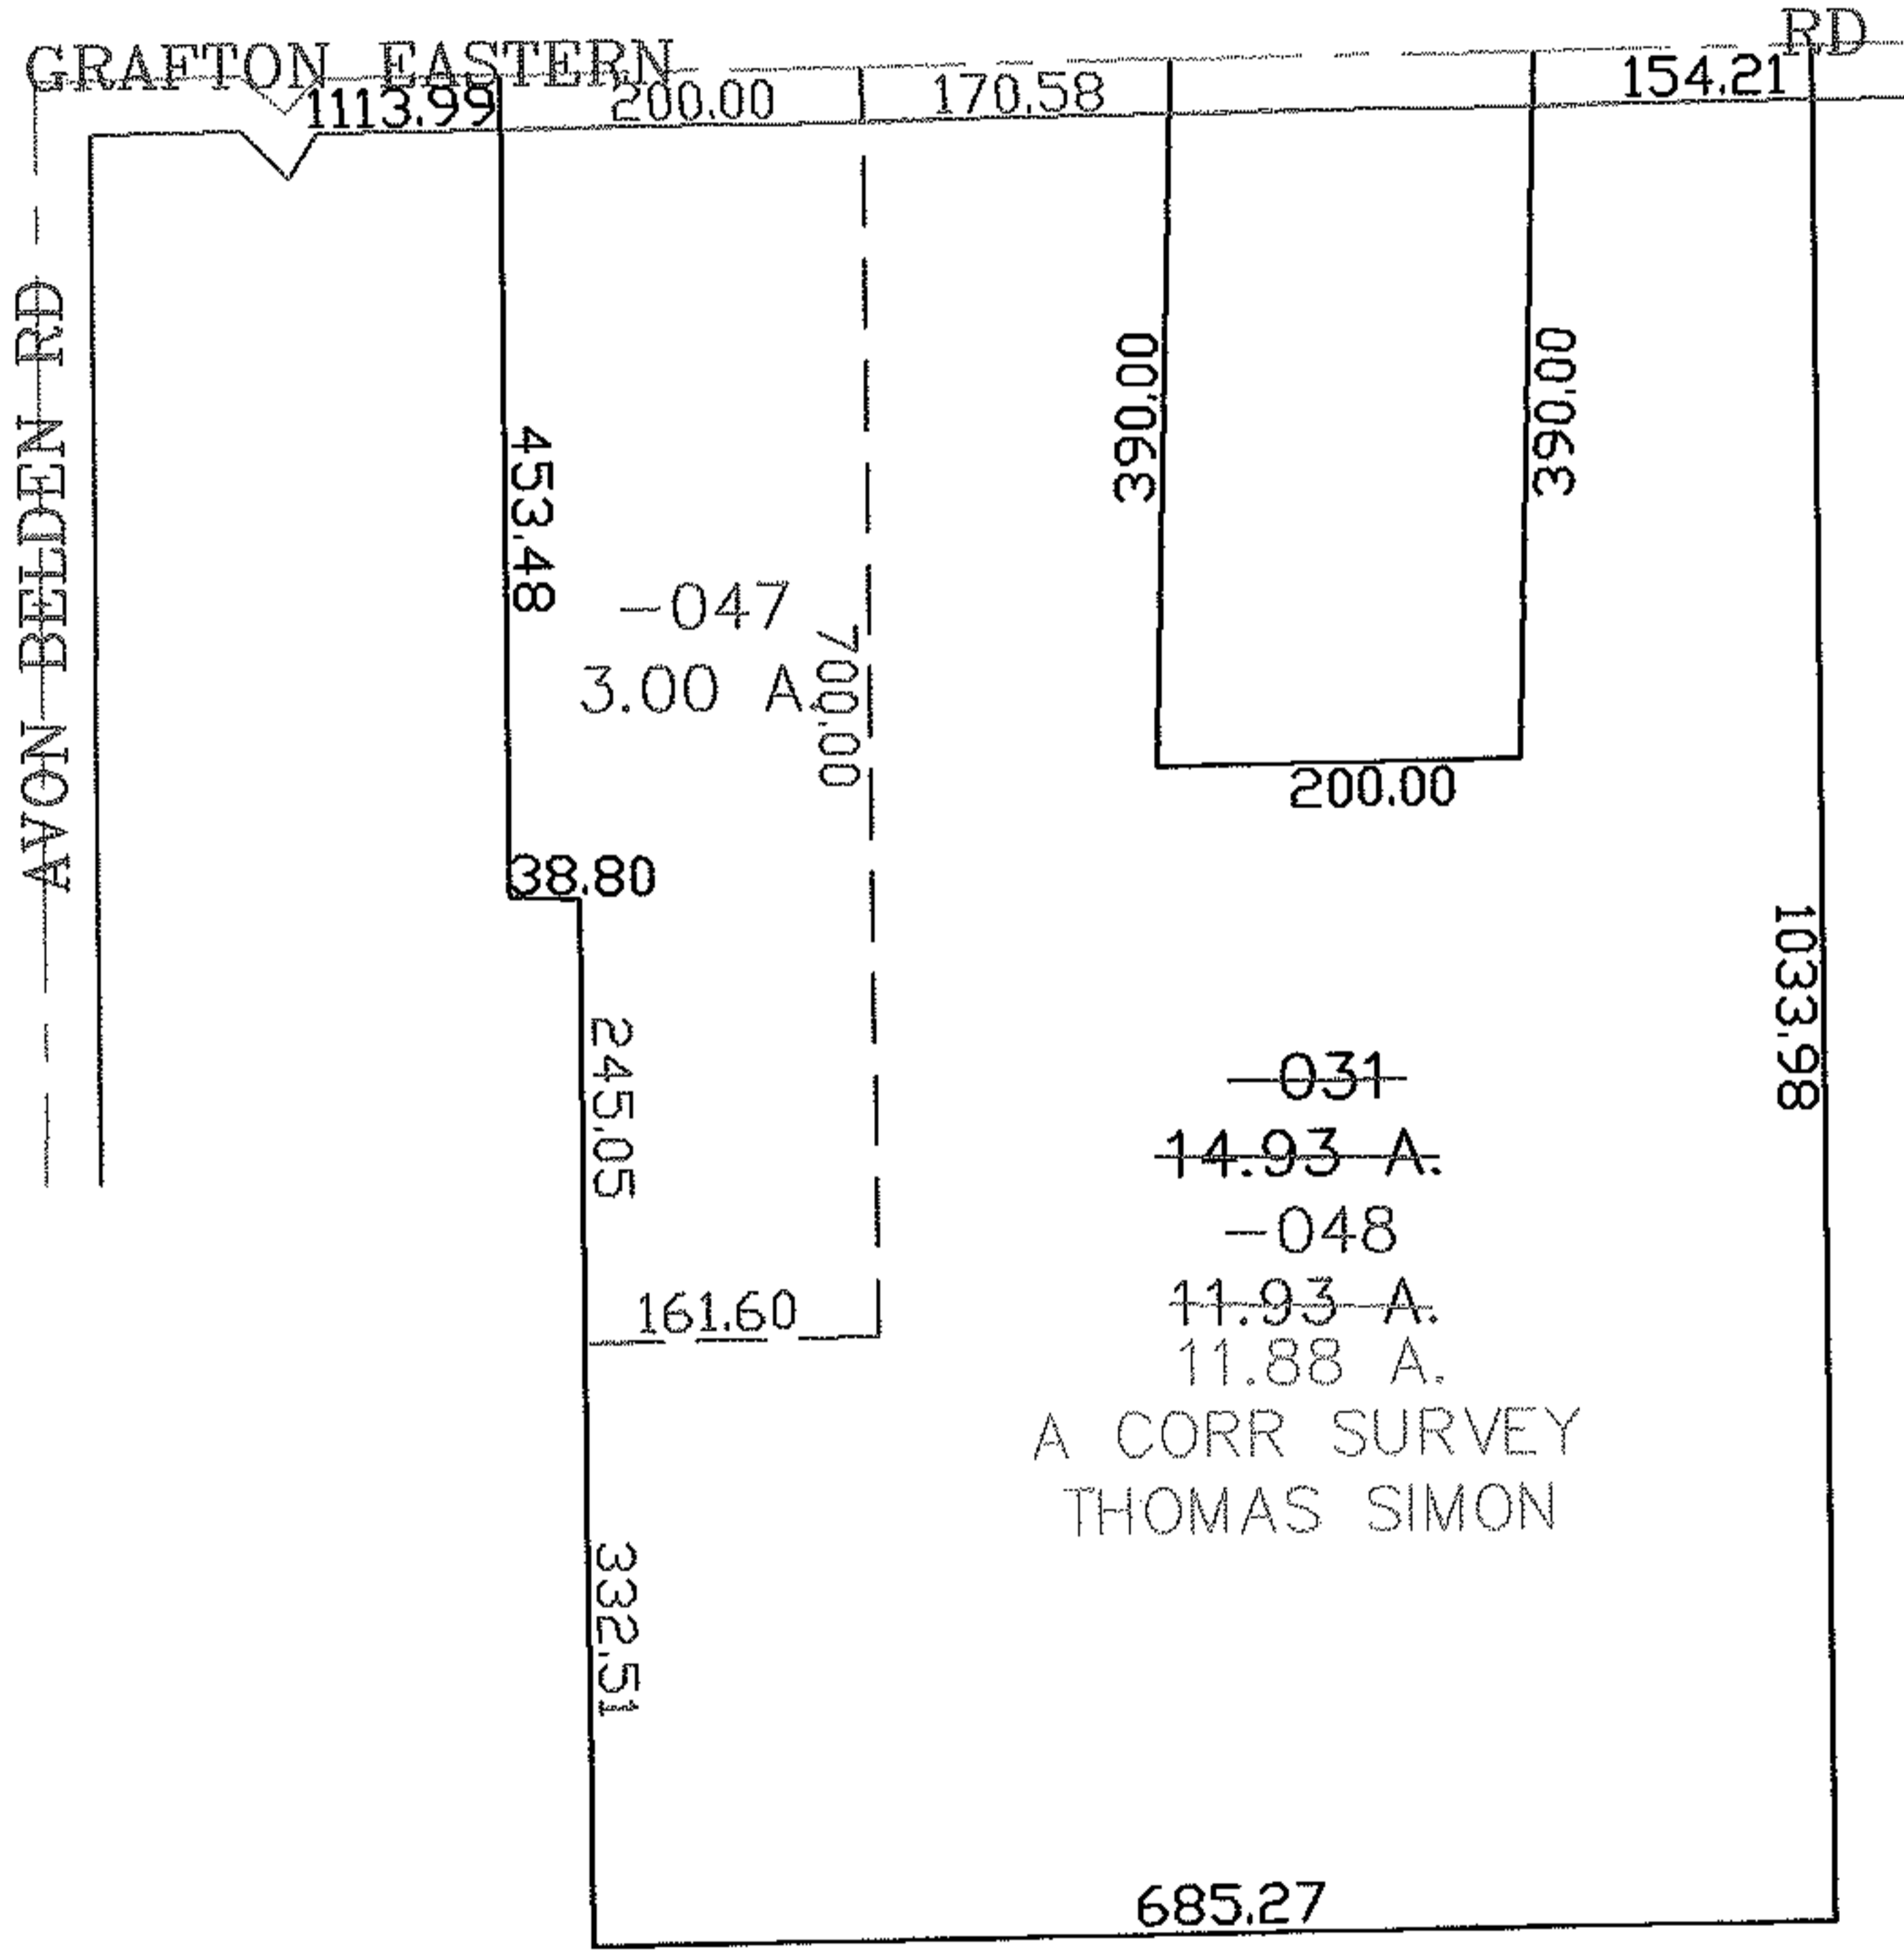 GRAFTON EASTERN RD
1113.99
200.00
170.58
154.21
AVON BELDEN RD
453.48
390.00
390.00
-047
3.00 A.
700.00
200.00
38.80
1033.98
245.05
-031
14.93 A.
-048
11.93 A.
161.60
11.88 A.
A CORR SURVEY
THOMAS SIMON
332.51
685.27